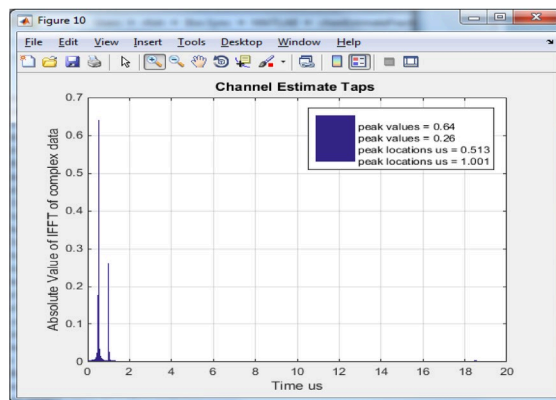 Figure 10
File Edit View Insert Tools Desktop Window Help
Channel Estimate Taps
Absolute Value of IFFT of complex data
0.7
0.6
0.5
0.4
0.3
0.2
0.1
0
peak values = 0.64
peak values = 0.26
peak locations us = 0.513
peak locations us = 1.001
0 2 4 6 8 10 12 14 16 18 20
Time us